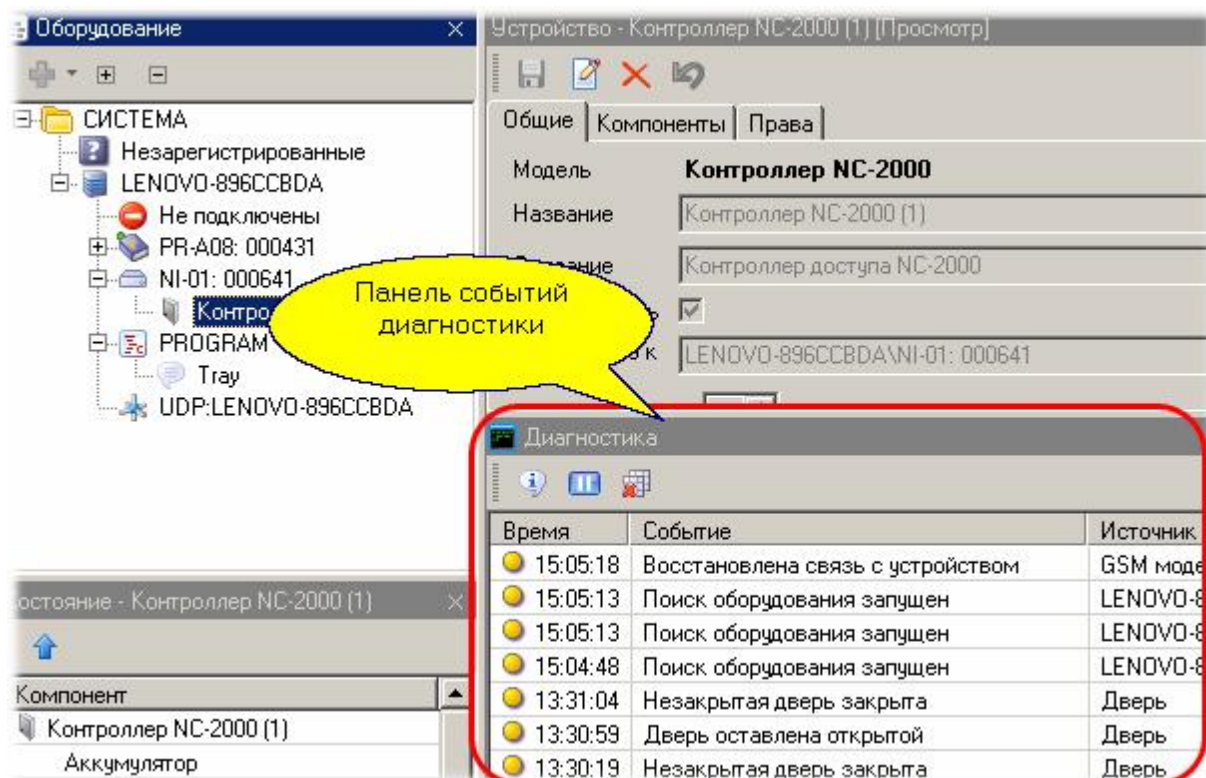 Оборудование
СИСТЕМА
Незарегистрированные
LENOVO-896CCBDA
Не подключены
PR-A08: 000431
NI-01: 000641
PROGRAM
Tray
UDP:LENOVO-896CCBDA
Панель событий
диагностики
Устройство - Контроллер NC-2000 (1) [Просмотр]
Общие Компоненты Права
Модель Контроллер NC-2000
Название Контроллер NC-2000 (1)
Контроллер доступа NC-2000
LENOVO-896CCBDA\NI-01: 000641
Диагностика
Время Событие Источник
15:05:18 Восстановлена связь с устройством GSM
15:05:13 Поиск оборудования запущен LENOVO-8
15:05:13 Поиск оборудования запущен LENOVO-8
15:04:48 Поиск оборудования запущен LENOVO-8
13:31:04 Незакрытая дверь закрыта Дверь
13:30:59 Дверь оставлена открытой Дверь
13:30:19 Незакрытая дверь закрыта Дверь
остояние - Контроллер NC-2000 (1)
Компонент
Контроллер NC-2000 (1)
Аккумулятор